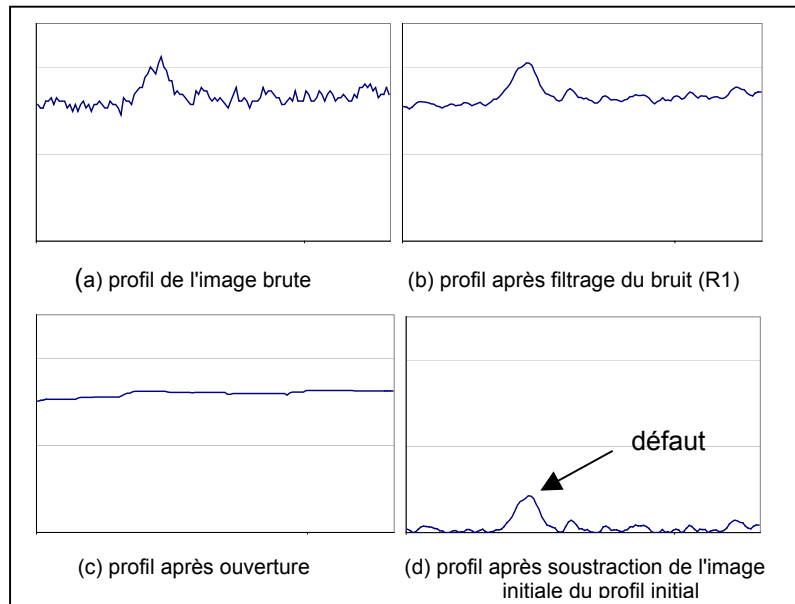 (a) profil de l'image brute
(b) profil après filtrage du bruit (R1)
défaut
(c) profil après ouverture
(d) profil après soustraction de l'image
initiale du profil initial